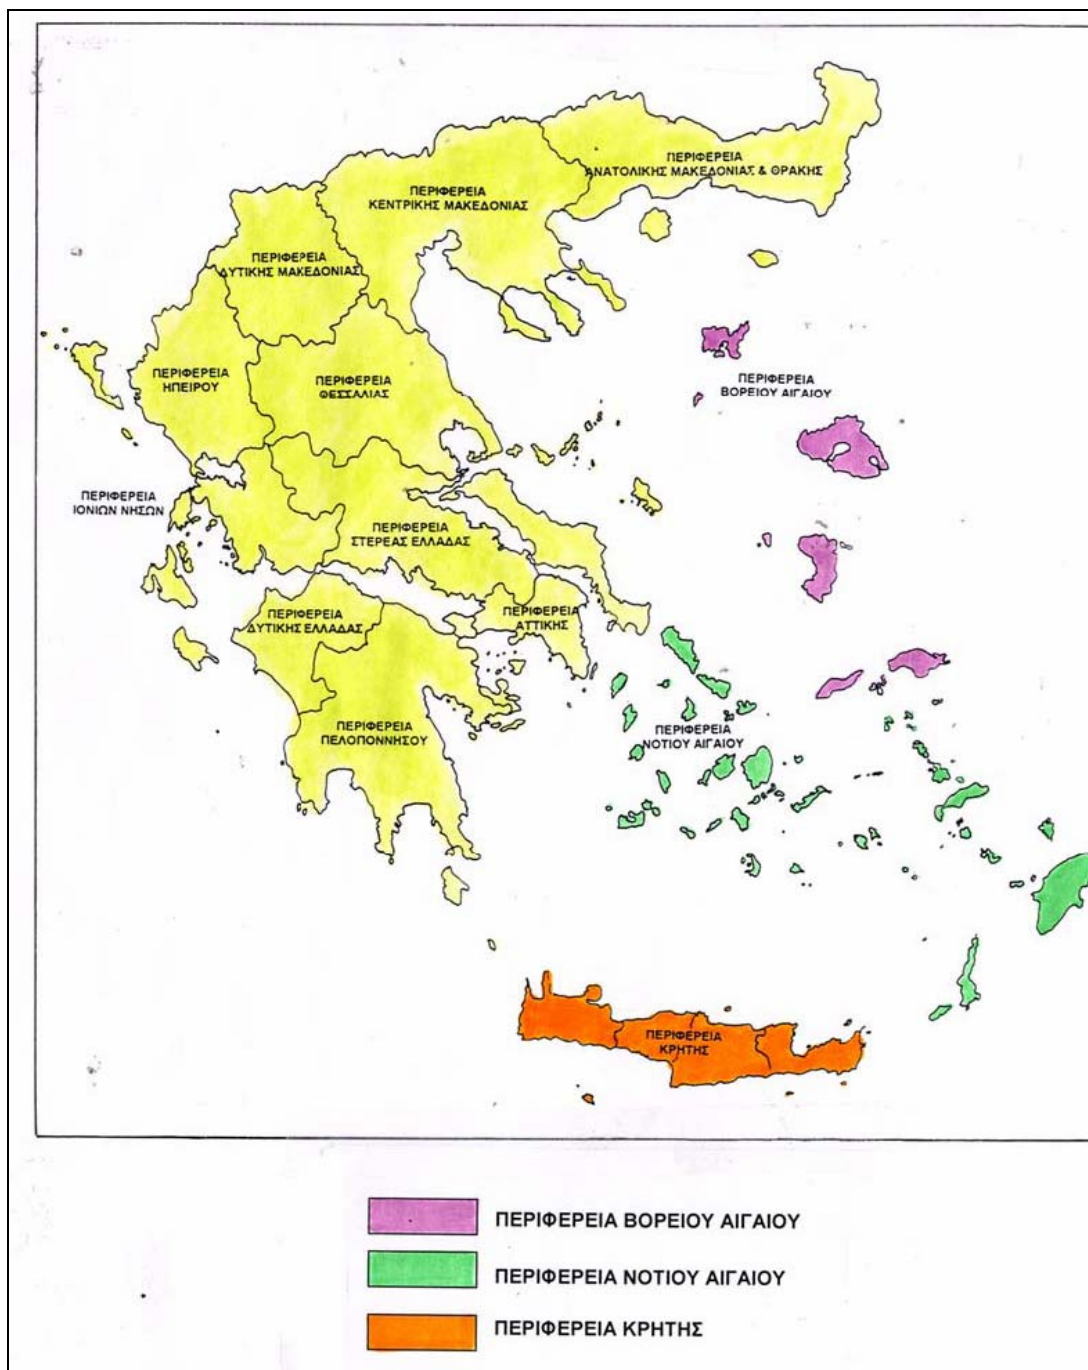 ΠΕΡΙΦΕΡΕΙΑ
ΑΝΑΤΟΛΙΚΗΣ ΜΑΚΕΔΟΝΙΑΣ & ΘΡΑΚΗΣ
ΠΕΡΙΦΕΡΕΙΑ
ΚΕΝΤΡΙΚΗΣ ΜΑΚΕΔΟΝΙΑΣ
ΠΕΡΙΦΕΡΕΙΑ
ΔΥΤΙΚΗΣ ΜΑΚΕΔΟΝΙΑΣ
ΠΕΡΙΦΕΡΕΙΑ
ΗΠΕΙΡΟΥ
ΠΕΡΙΦΕΡΕΙΑ
ΘΕΣΣΑΛΙΑΣ
ΠΕΡΙΦΕΡΕΙΑ
ΒΟΡΕΙΟΥ ΑΙΓΑΙΟΥ
ΠΕΡΙΦΕΡΕΙΑ
ΙΟΝΙΩΝ ΝΗΣΩΝ
ΠΕΡΙΦΕΡΕΙΑ
ΣΤΕΡΕΑΣ ΕΛΛΑΔΑΣ
ΠΕΡΙΦΕΡΕΙΑ
ΑΤΤΙΚΗΣ
ΠΕΡΙΦΕΡΕΙΑ
ΔΥΤΙΚΗΣ ΕΛΛΑΔΑΣ
ΠΕΡΙΦΕΡΕΙΑ
ΠΕΛΟΠΟΝΝΗΣΟΥ
ΠΕΡΙΦΕΡΕΙΑ
ΝΟΤΙΟΥ ΑΙΓΑΙΟΥ
ΠΕΡΙΦΕΡΕΙΑ
ΚΡΗΤΗΣ
ΠΕΡΙΦΕΡΕΙΑ ΒΟΡΕΙΟΥ ΑΙΓΑΙΟΥ
ΠΕΡΙΦΕΡΕΙΑ ΝΟΤΙΟΥ ΑΙΓΑΙΟΥ
ΠΕΡΙΦΕΡΕΙΑ ΚΡΗΤΗΣ